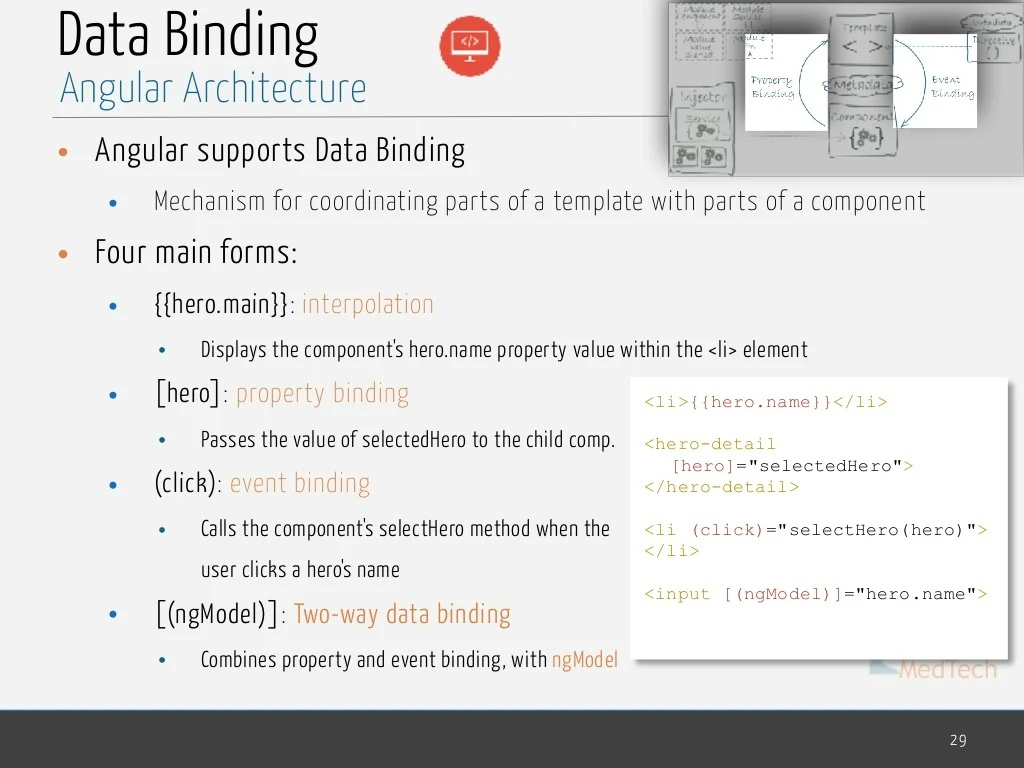 Data Binding
Angular Architecture
Template
< >
Property
Binding
Metadata
Event
Binding
Injector
Service
Component
{ }
Metadata
Directive
{ }
• Angular supports Data Binding
• Mechanism for coordinating parts of a template with parts of a component
• Four main forms:
• {{hero.main}}: interpolation
• Displays the component's hero.name property value within the <li> element
• [hero]: property binding
• Passes the value of selectedHero to the child comp.
• (click): event binding
• Calls the component's selectHero method when the
user clicks a hero's name
• [(ngModel)]: Two-way data binding
• Combines property and event binding, with ngModel
<li>{{hero.name}}</li>
<hero-detail
[hero]="selectedHero">
</hero-detail>
<li (click)="selectHero(hero)">
</li>
<input [(ngModel)]="hero.name">
MedTech
29